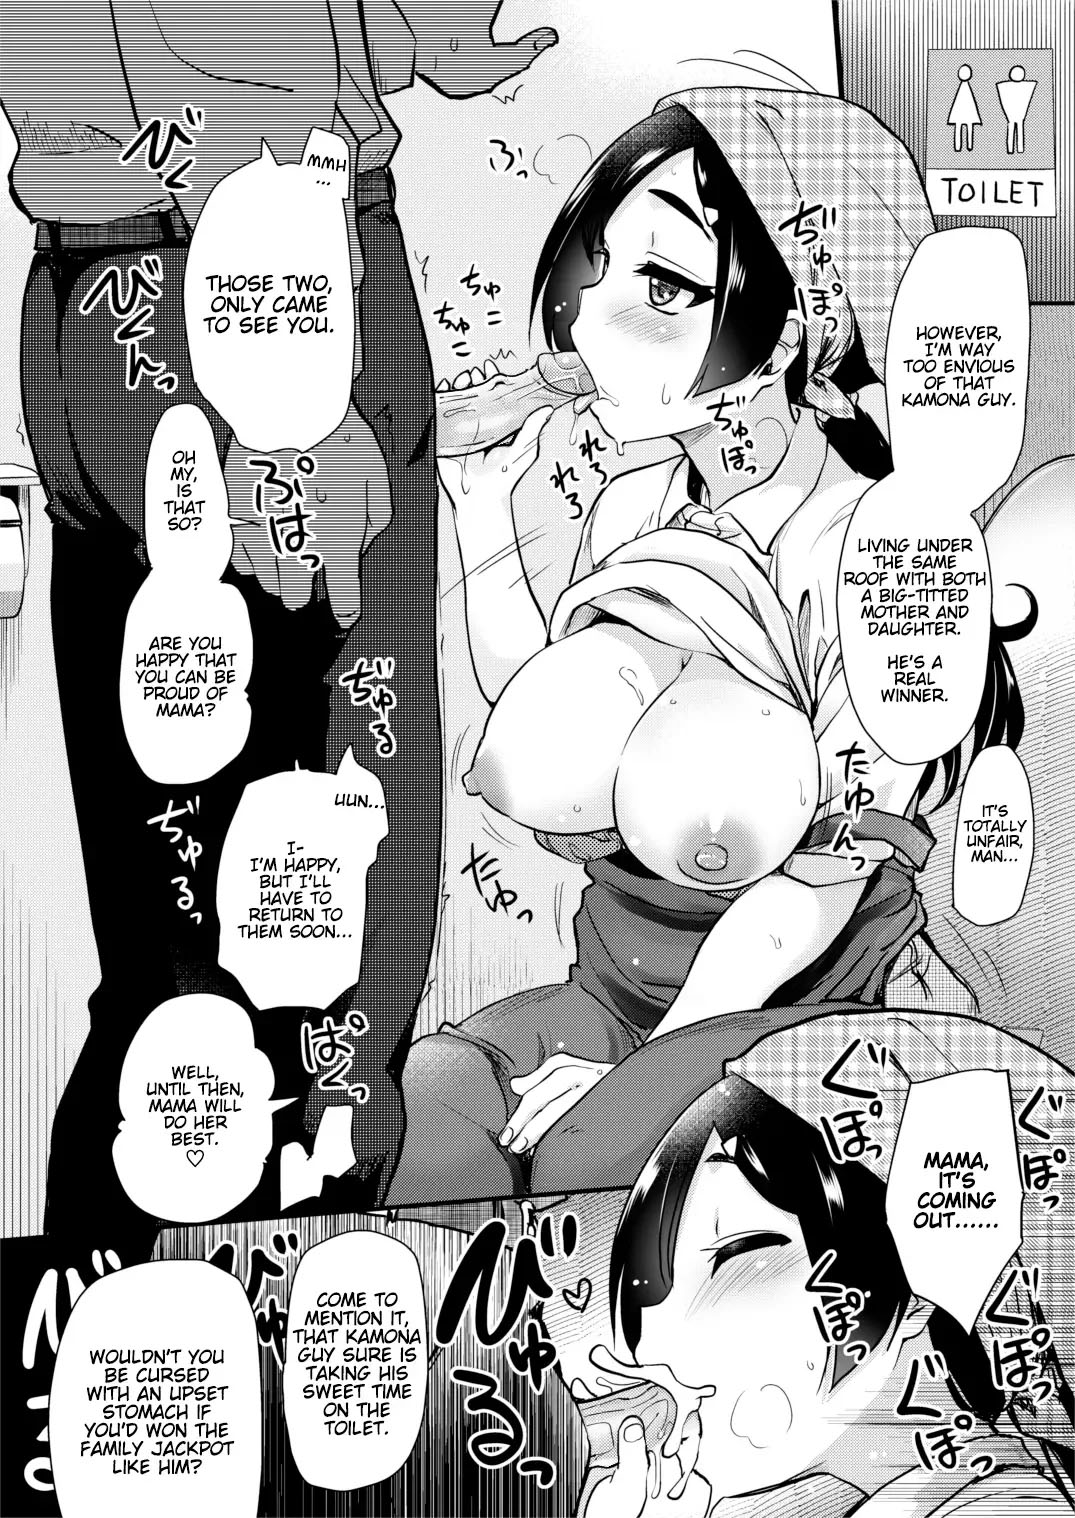 TOILET
HOWEVER,
I'M WAY
TOO ENVIOUS
OF THAT
KAMONA GUY.
LIVING UNDER
THE SAME
ROOF WITH BOTH
A BIG-TITTED
MOTHER AND
DAUGHTER.
HE'S A
REAL
WINNER.
IT'S
TOTALLY
UNFAIR,
MAN...
ぢゅ
ぽっ
ふぅ
ちゅこ
ちゅこ
ぢゅぽっ
れろ
れろ
たゆんっ
たゆっ
MMH
...
THOSE TWO,
ONLY CAME
TO SEE YOU.
びく
びくんっ
ぷはっ
OH
MY,
IS
THAT
SO?
ARE YOU
HAPPY THAT
YOU CAN BE
PROUD OF
MAMA?
ぢゅる
ぢゅるっ
UUN...
I-
I'M HAPPY,
BUT I'LL
HAVE TO
RETURN TO
THEM SOON...
ぱくっ
WELL,
UNTIL THEN,
MAMA WILL
DO HER
BEST.
♡
MAMA,
IT'S
COMING
OUT......
ぐぽっ
ぐぽっ
ぐぽっ
ぐぽっ
ぐぽっ
びゅるっ
♡
COME TO
MENTION IT,
THAT KAMONA
GUY SURE IS
TAKING HIS
SWEET TIME
ON THE
TOILET.
WOULDN'T YOU
BE CURSED
WITH AN UPSET
STOMACH IF
YOU'D WON THE
FAMILY JACKPOT
LIKE HIM?